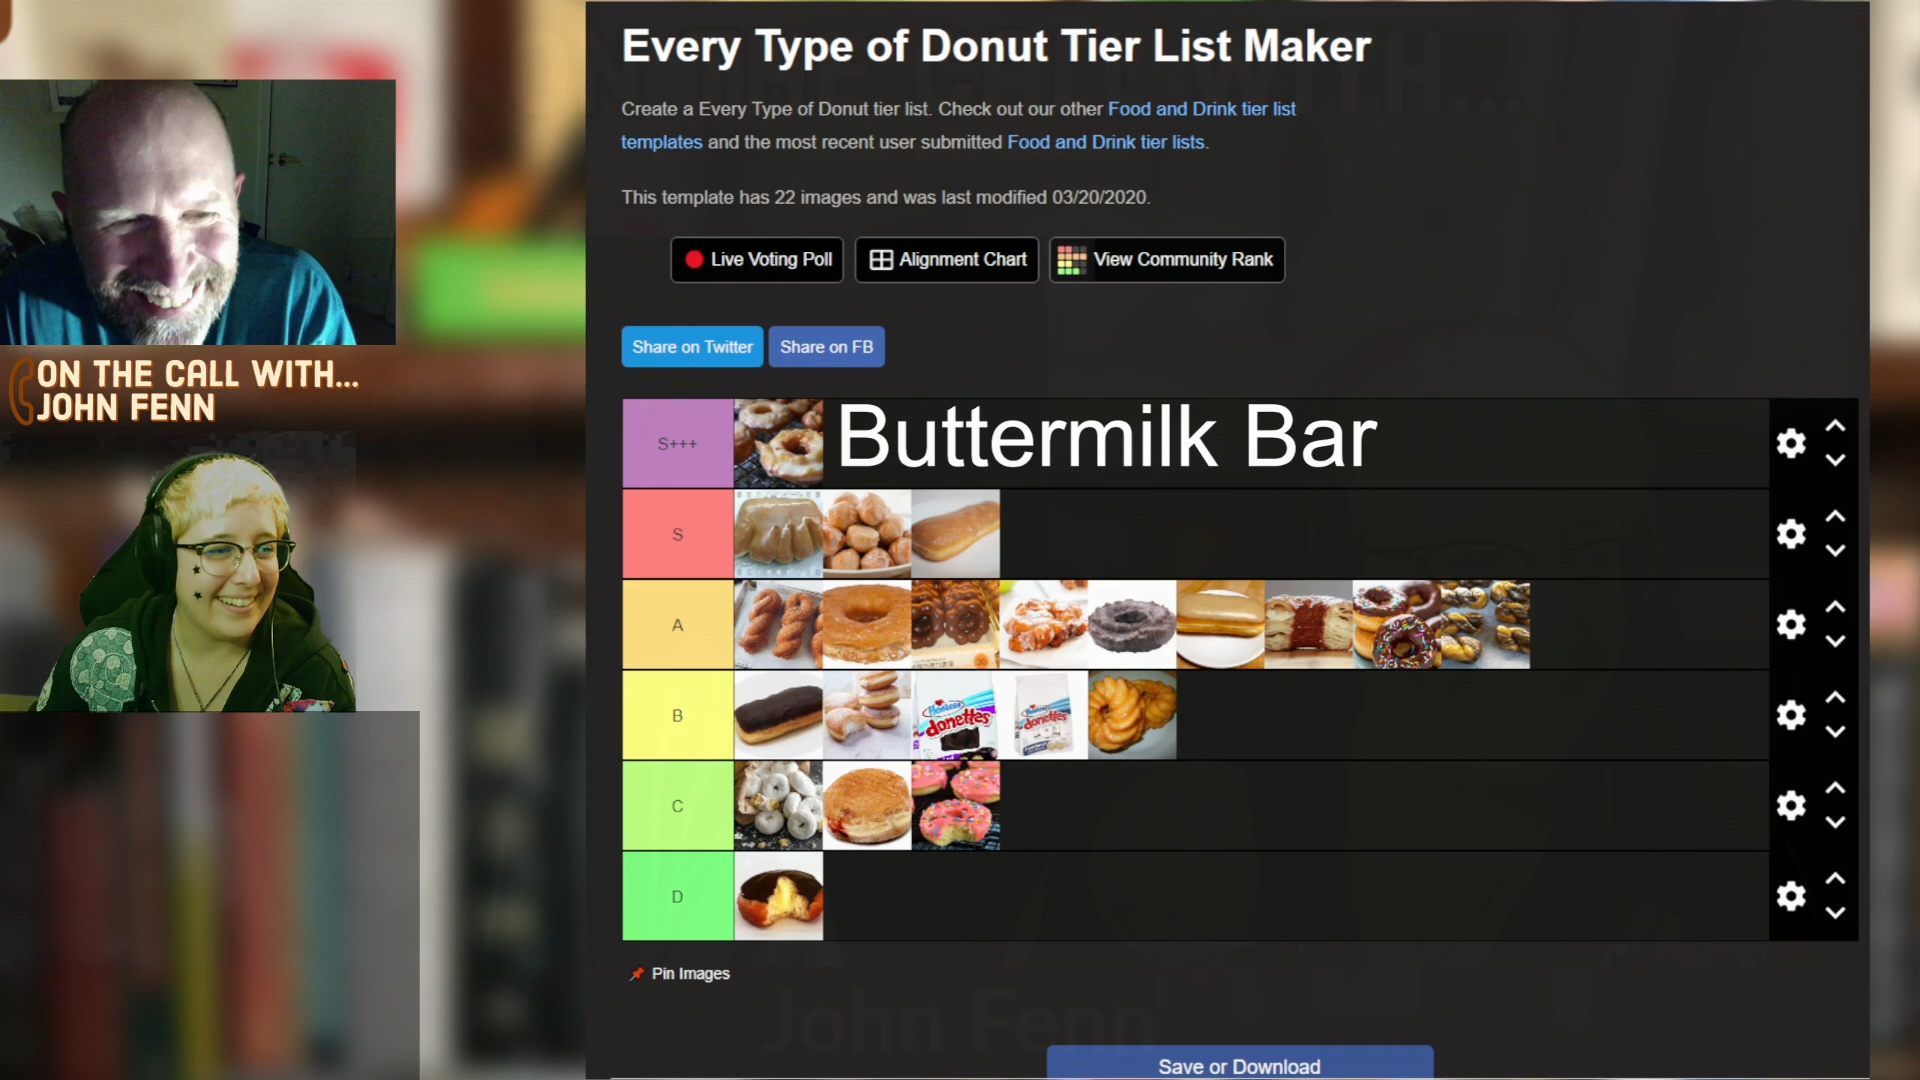 Every Type of Donut Tier List Maker
Create a Every Type of Donut tier list. Check out our other Food and Drink tier list
templates and the most recent user submitted Food and Drink tier lists.
This template has 22 images and was last modified 03/20/2020.
Live Voting Poll
Alignment Chart
View Community Rank
Share on Twitter
Share on FB
ON THE CALL WITH...
JOHN FENN
S+++
Buttermilk Bar
S
A
B
Hostess
donettes
donettes
C
D
Pin Images
John Fenn
Save or Download